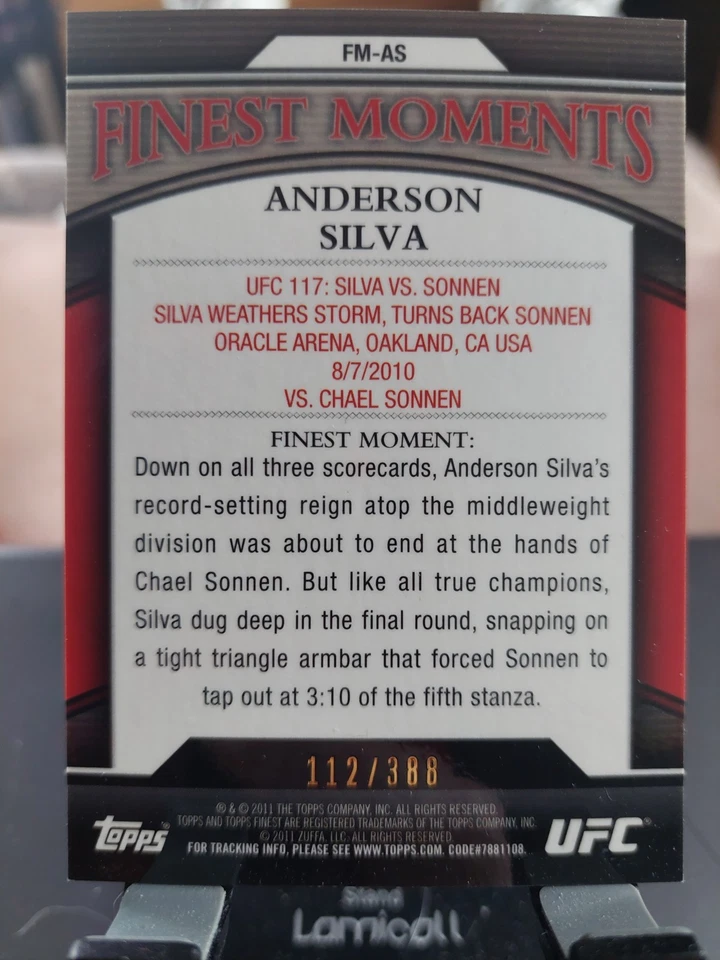 FM-AS
FINEST MOMENTS
ANDERSON
SILVA
UFC 117: SILVA VS. SONNEN
SILVA WEATHERS STORM, TURNS BACK SONNEN
ORACLE ARENA, OAKLAND, CA USA
8/7/2010
VS. CHAEL SONNEN
FINEST MOMENT:
Down on all three scorecards, Anderson Silva's
record-setting reign atop the middleweight
division was about to end at the hands of
Chael Sonnen. But like all true champions,
Silva dug deep in the final round, snapping on
a tight triangle armbar that forced Sonnen to
tap out at 3:10 of the fifth stanza.
112/388
® & © 2011 THE TOPPS COMPANY, INC. ALL RIGHTS RESERVED.
TOPPS AND TOPPS FINEST ARE REGISTERED TRADEMARKS OF THE TOPPS COMPANY, INC.
© 2011 ZUFFA, LLC. ALL RIGHTS RESERVED.
FOR TRACKING INFO, PLEASE SEE WWW.TOPPS.COM. CODE#7881108.
topps®
UFC®
Stand
Lamicall